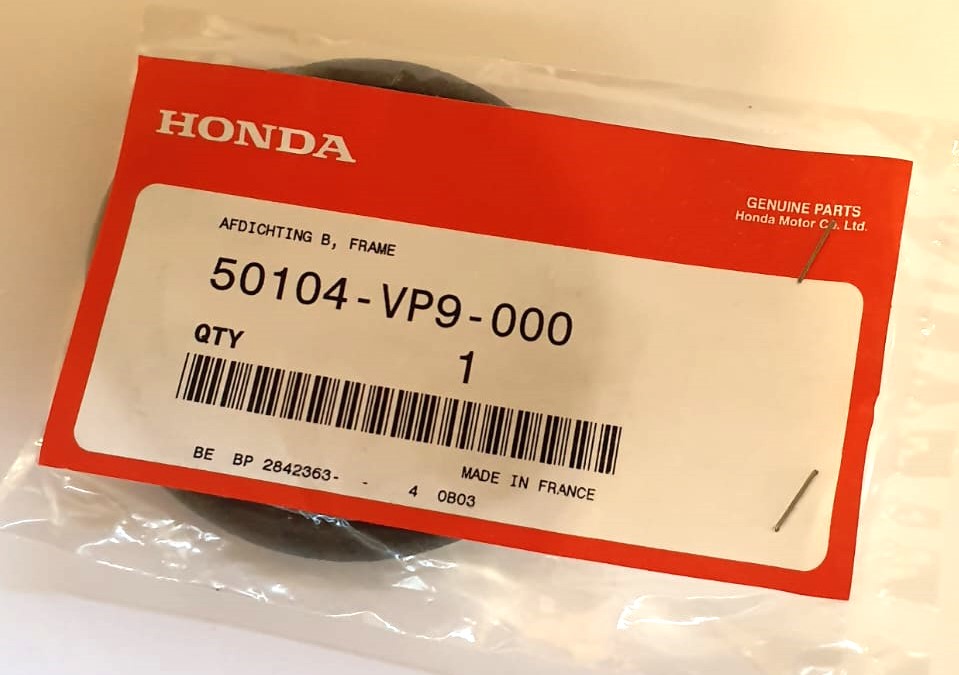 HONDA
GENUINE PARTS
Honda Motor Co. Ltd.
AFDICHTING B, FRAME
50104-VP9-000
QTY 1
BE BP 2842363- - 4 0B03
MADE IN FRANCE